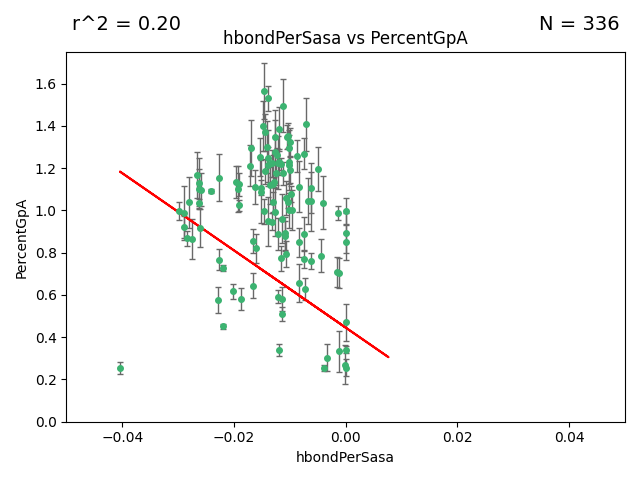 r^2 = 0.20
N = 336
hbondPerSasa vs PercentGpA
PercentGpA
1.6
1.4
1.2
1.0
0.8
0.6
0.4
0.2
0.0
−0.04
−0.02
0.00
0.02
0.04
hbondPerSasa